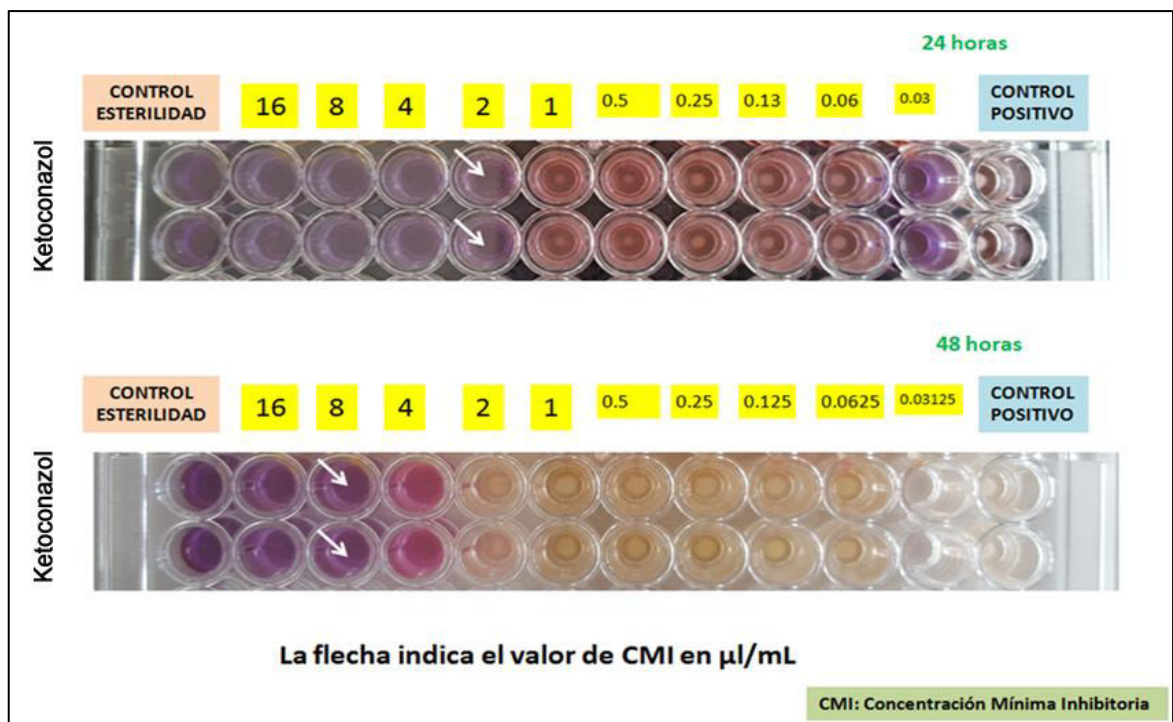 24 horas
CONTROL
ESTERILIDAD
16
8
4
2
1
0.5
0.25
0.13
0.06
0.03
CONTROL
POSITIVO
Ketoconazol
Ketoconazol
48 horas
CONTROL
ESTERILIDAD
16
8
4
2
1
0.5
0.25
0.125
0.0625
0.03125
CONTROL
POSITIVO
Ketoconazol
Ketoconazol
La flecha indica el valor de CMI en µl/mL
CMI: Concentración Mínima Inhibitoria